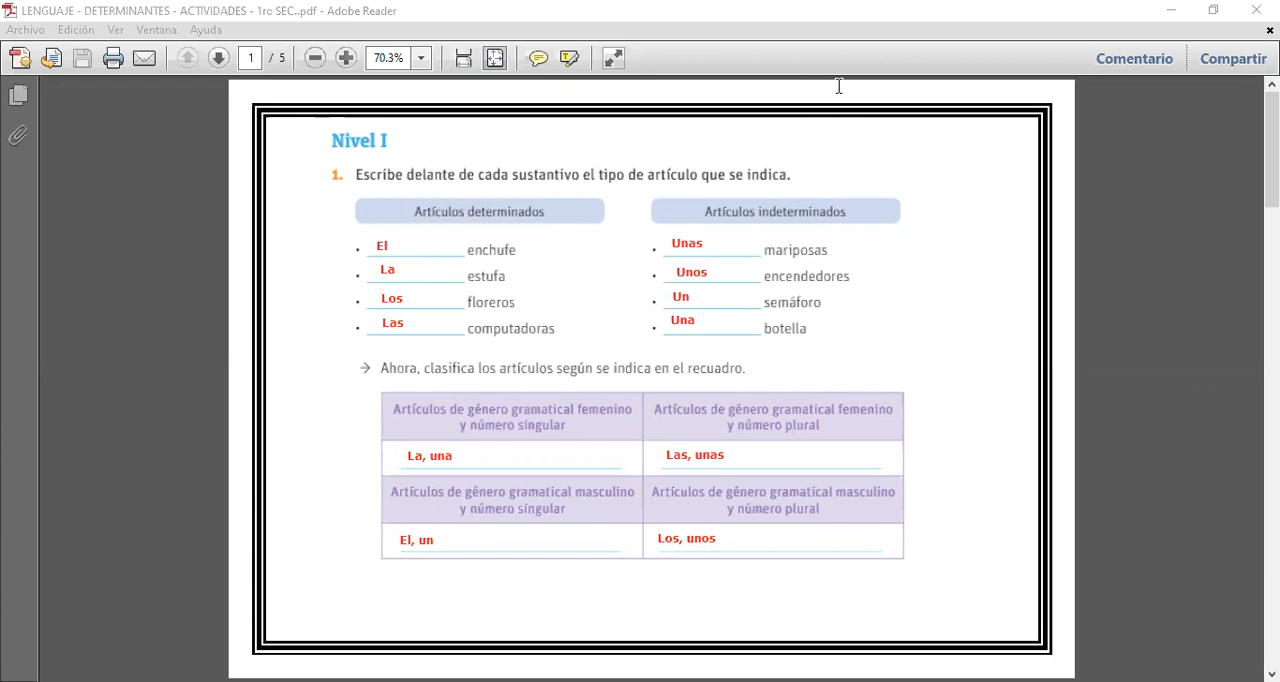 LENGUAJE - DETERMINANTES - ACTIVIDADES - 1ro SEC..pdf - Adobe Reader
Archivo Edición Ver Ventana Ayuda
1 / 5 70.3% Comentario Compartir
Nivel I
1. Escribe delante de cada sustantivo el tipo de artículo que se indica.
Artículos determinados
• El enchufe
• La estufa
• Los floreros
• Las computadoras
Artículos indeterminados
• Unas mariposas
• Unos encendedores
• Un semáforo
• Una botella
→ Ahora, clasifica los artículos según se indica en el recuadro.
Artículos de género gramatical femenino
y número singular
La, una
Artículos de género gramatical femenino
y número plural
Las, unas
Artículos de género gramatical masculino
y número singular
El, un
Artículos de género gramatical masculino
y número plural
Los, unos